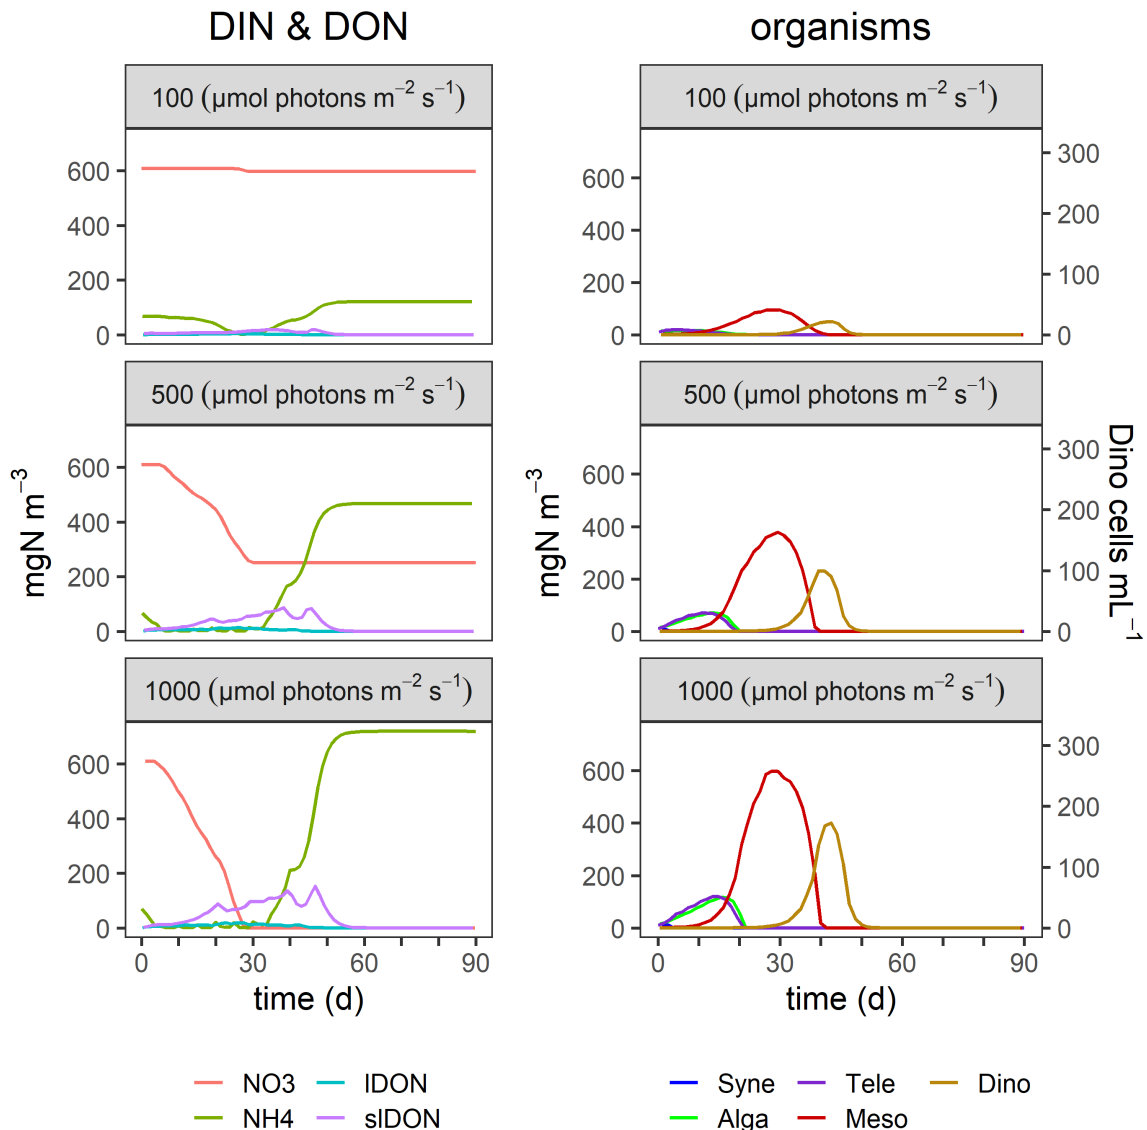 DIN & DON
organisms
100 (μmol photons m⁻² s⁻¹)
100 (μmol photons m⁻² s⁻¹)
600
400
200
0
600
400
200
0
300
200
100
0
500 (μmol photons m⁻² s⁻¹)
500 (μmol photons m⁻² s⁻¹)
mgN m⁻³
600
400
200
0
mgN m⁻³
600
400
200
0
300
200
100
0
Dino cells mL⁻¹
1000 (μmol photons m⁻² s⁻¹)
1000 (μmol photons m⁻² s⁻¹)
600
400
200
0
600
400
200
0
300
200
100
0
0 30 60 90
0 30 60 90
time (d)
time (d)
NO3 lDON
NH4 slDON
Syne Tele Dino
Alga Meso